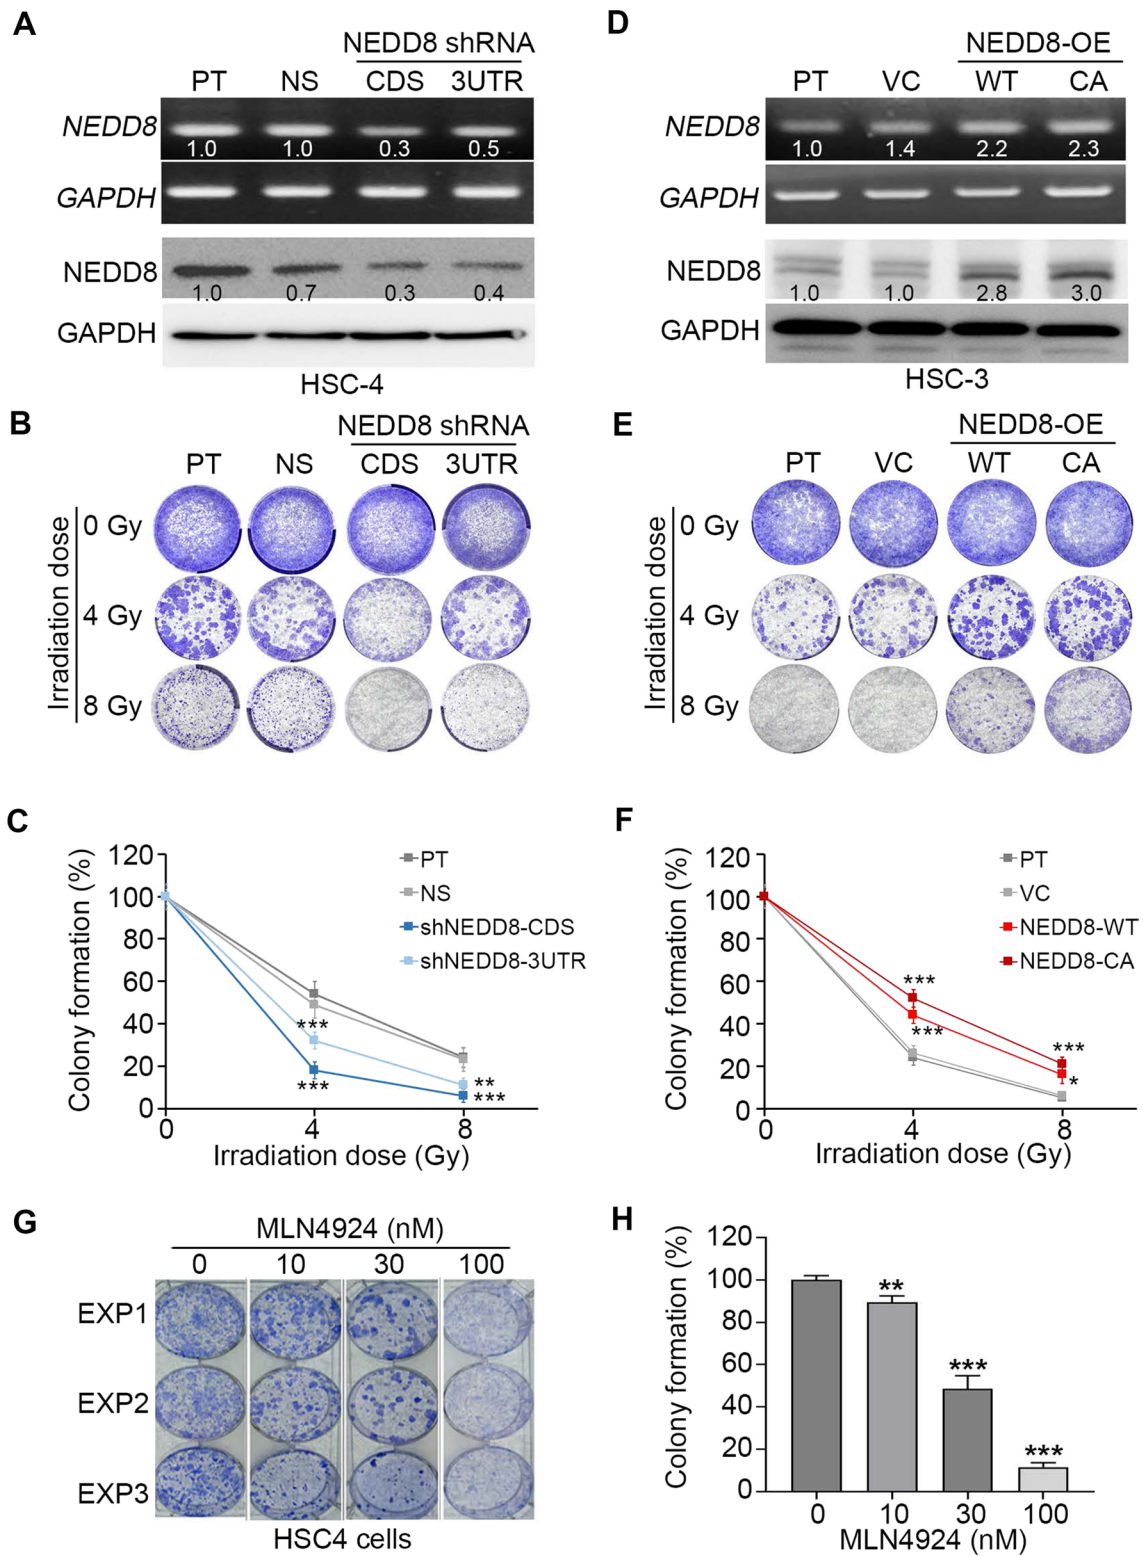 A
NEDD8 shRNA
PT NS CDS 3UTR
NEDD8
1.0 1.0 0.3 0.5
GAPDH
NEDD8
1.0 0.7 0.3 0.4
GAPDH
HSC-4
D
NEDD8-OE
PT VC WT CA
NEDD8
1.0 1.4 2.2 2.3
GAPDH
NEDD8
1.0 1.0 2.8 3.0
GAPDH
HSC-3
B
NEDD8 shRNA
PT NS CDS 3UTR
Irradiation dose
0 Gy
4 Gy
8 Gy
E
NEDD8-OE
PT VC WT CA
Irradiation dose
0 Gy
4 Gy
8 Gy
C
Colony formation (%)
120
100
80
60
40
20
0
PT
NS
shNEDD8-CDS
shNEDD8-3UTR
***
***
**
***
0 4 8
Irradiation dose (Gy)
F
Colony formation (%)
120
100
80
60
40
20
0
PT
VC
NEDD8-WT
NEDD8-CA
***
***
***
*
0 4 8
Irradiation dose (Gy)
G
MLN4924 (nM)
0 10 30 100
EXP1
EXP2
EXP3
HSC4 cells
H
Colony formation (%)
120
100
80
60
40
20
0
**
***
***
0 10 30 100
MLN4924 (nM)